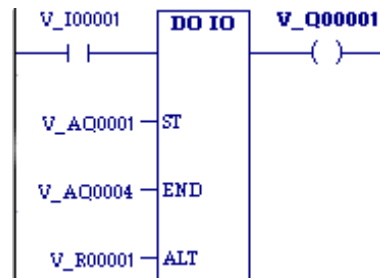 V_I00001 DO IO V_Q00001
V_AQ0001 ST
V_AQ0004 END
V_R00001 ALT